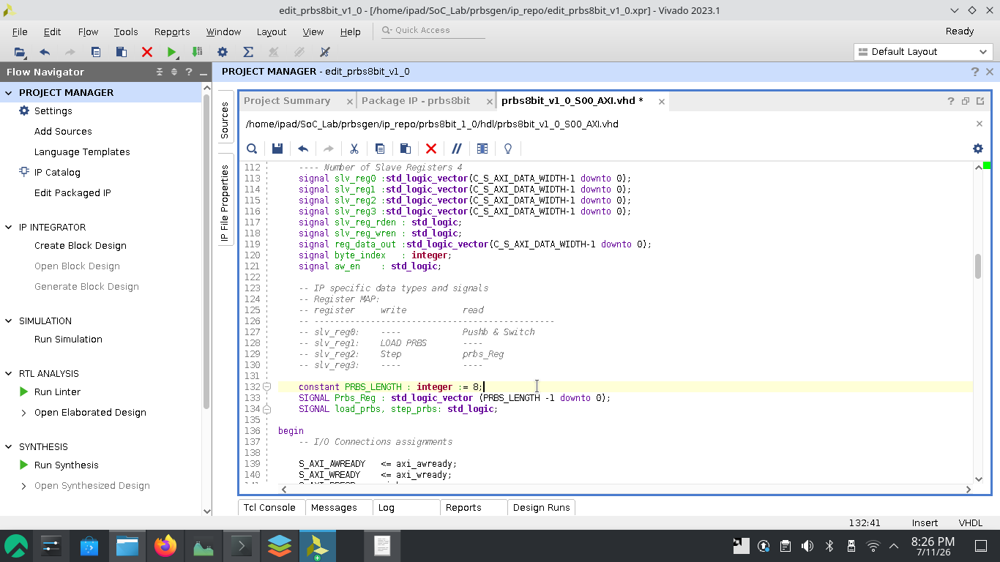 edit_prbs8bit_v1_0 - [/home/ipad/SoC_Lab/prbsgen/ip_repo/edit_prbs8bit_v1_0.xpr] - Vivado 2023.1
File Edit Flow Tools Reports Window Layout View Help Quick Access Ready
Default Layout
Flow Navigator
PROJECT MANAGER
Settings
Add Sources
Language Templates
IP Catalog
Edit Packaged IP
IP INTEGRATOR
Create Block Design
Open Block Design
Generate Block Design
SIMULATION
Run Simulation
RTL ANALYSIS
Run Linter
Open Elaborated Design
SYNTHESIS
Run Synthesis
Open Synthesized Design
PROJECT MANAGER - edit_prbs8bit_v1_0
Sources
IP File Properties
Project Summary Package IP - prbs8bit prbs8bit_v1_0_S00_AXI.vhd *
/home/ipad/SoC_Lab/prbsgen/ip_repo/prbs8bit_1_0/hdl/prbs8bit_v1_0_S00_AXI.vhd
112 ---- Number of Slave Registers 4
113 signal slv_reg0 :std_logic_vector(C_S_AXI_DATA_WIDTH-1 downto 0);
114 signal slv_reg1 :std_logic_vector(C_S_AXI_DATA_WIDTH-1 downto 0);
115 signal slv_reg2 :std_logic_vector(C_S_AXI_DATA_WIDTH-1 downto 0);
116 signal slv_reg3 :std_logic_vector(C_S_AXI_DATA_WIDTH-1 downto 0);
117 signal slv_reg_rden : std_logic;
118 signal slv_reg_wren : std_logic;
119 signal reg_data_out :std_logic_vector(C_S_AXI_DATA_WIDTH-1 downto 0);
120 signal byte_index : integer;
121 signal aw_en : std_logic;
122
123 -- IP specific data types and signals
124 -- Register MAP:
125 -- register write read
126 -- -----------------------------------------------
127 -- slv_reg0: ---- Pushb & Switch
128 -- slv_reg1: LOAD PRBS ----
129 -- slv_reg2: Step prbs_Reg
130 -- slv_reg3: ---- ----
131
132 constant PRBS_LENGTH : integer := 8;
133 SIGNAL Prbs_Reg : std_logic_vector (PRBS_LENGTH -1 downto 0);
134 SIGNAL load_prbs, step_prbs: std_logic;
135
136 begin
137 -- I/O Connections assignments
138
139 S_AXI_AWREADY <= axi_awready;
140 S_AXI_WREADY <= axi_wready;
Tcl Console Messages Log Reports Design Runs
132:41 Insert VHDL
8:26 PM
7/11/26